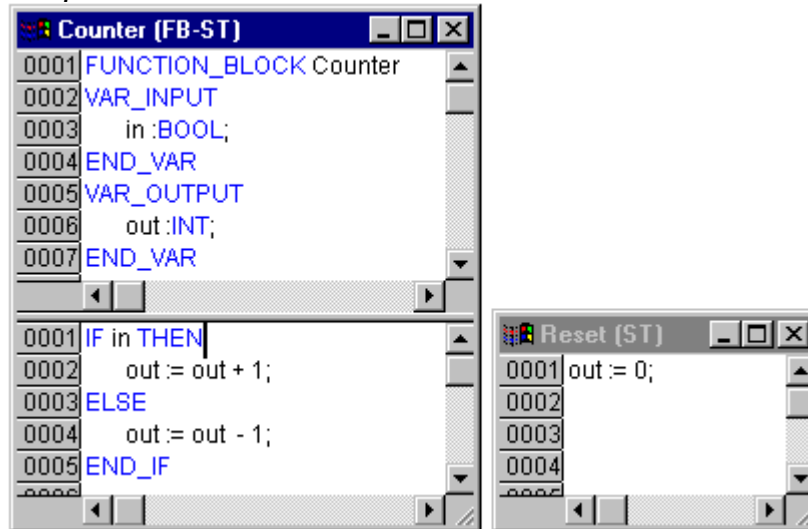 Counter (FB-ST)
0001 FUNCTION_BLOCK Counter
0002 VAR_INPUT
0003 in :BOOL;
0004 END_VAR
0005 VAR_OUTPUT
0006 out :INT;
0007 END_VAR
0001 IF in THEN
0002 out := out + 1;
0003 ELSE
0004 out := out - 1;
0005 END_IF
Reset (ST)
0001 out := 0;
0002
0003
0004